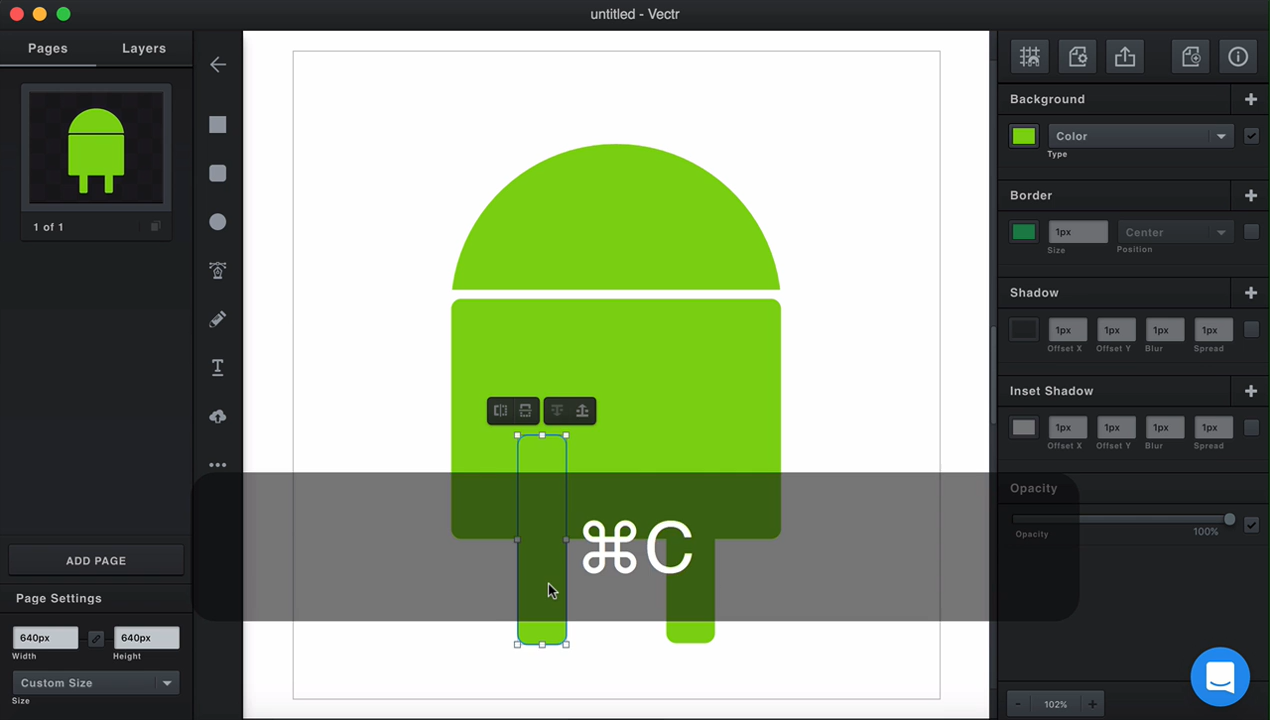 untitled - Vectr
Pages Layers
1 of 1
ADD PAGE
Page Settings
640px 640px
Width Height
Custom Size
Size
T
⌘C
Background
Color
Type
Border
1px Center
Size Position
Shadow
1px 1px 1px 1px
Offset X Offset Y Blur Spread
Inset Shadow
1px 1px 1px 1px
Offset X Offset Y Blur Spread
Opacity
Opacity 100%
- 102% +